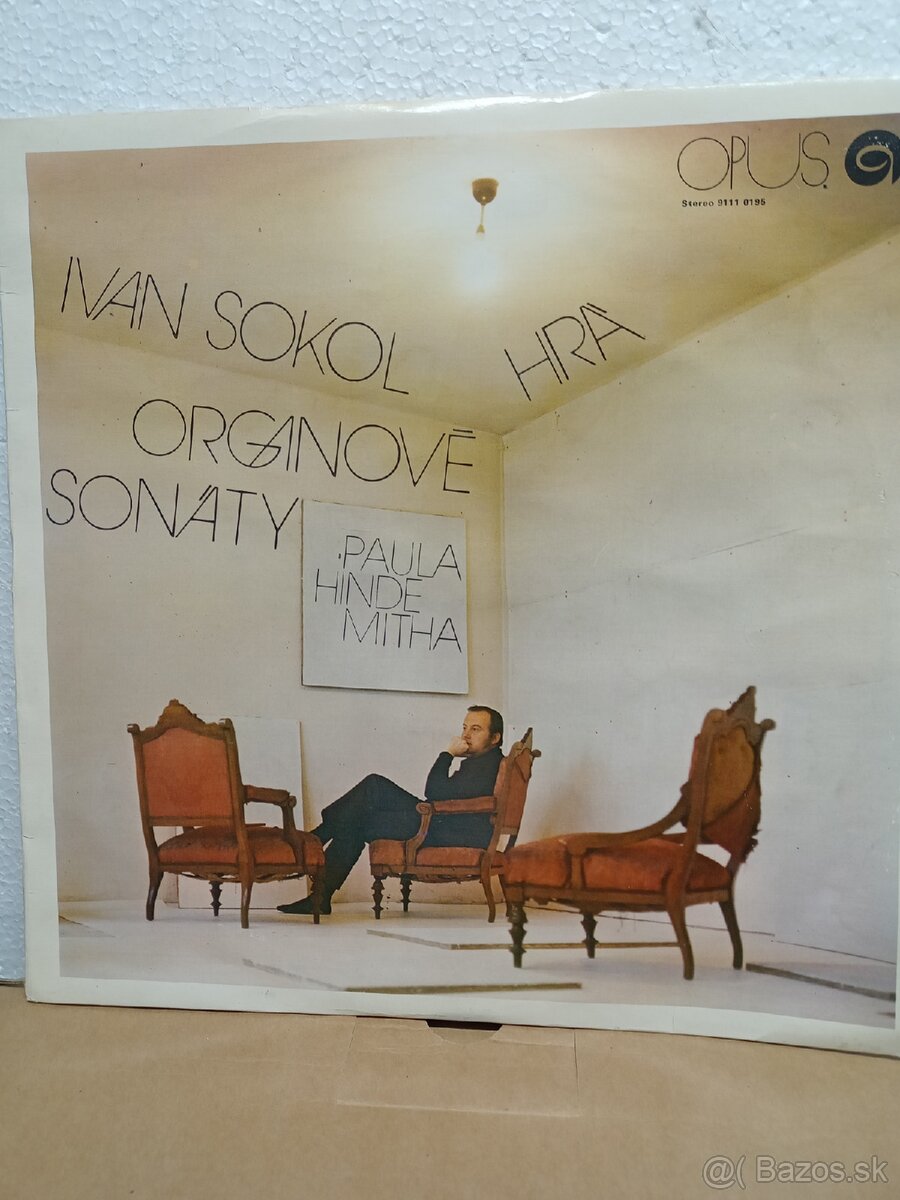 OPUS
Stereo 9111 0195
IVAN SOKOL HRÁ
ORGANOVÉ
SONÁTY
PAULA
HINDE
MITHA
@( Bazos.sk